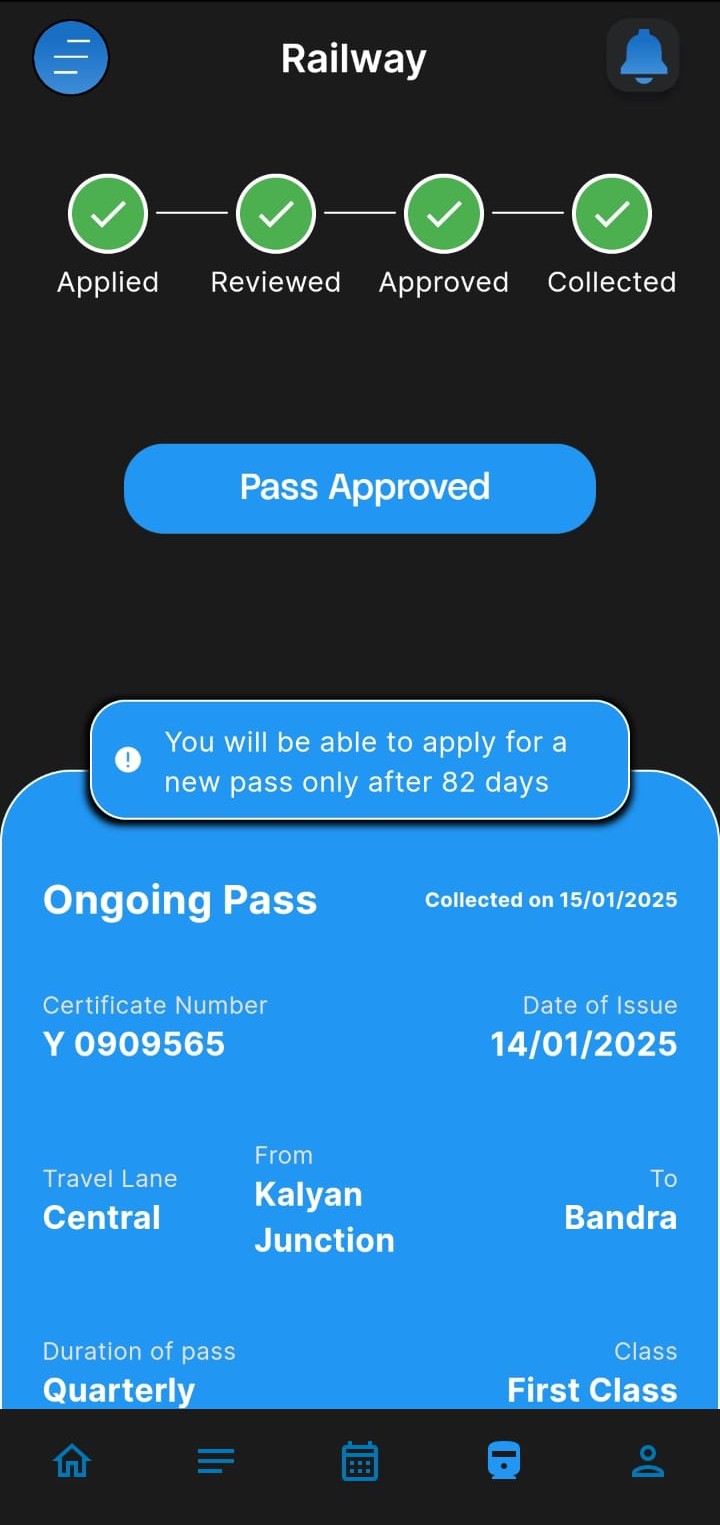 Railway
Applied Reviewed Approved Collected
Pass Approved
You will be able to apply for a
new pass only after 82 days
Ongoing Pass Collected on 15/01/2025
Certificate Number Date of Issue
Y 0909565 14/01/2025
Travel Lane From To
Central Kalyan Bandra
Junction
Duration of pass Class
Quarterly First Class